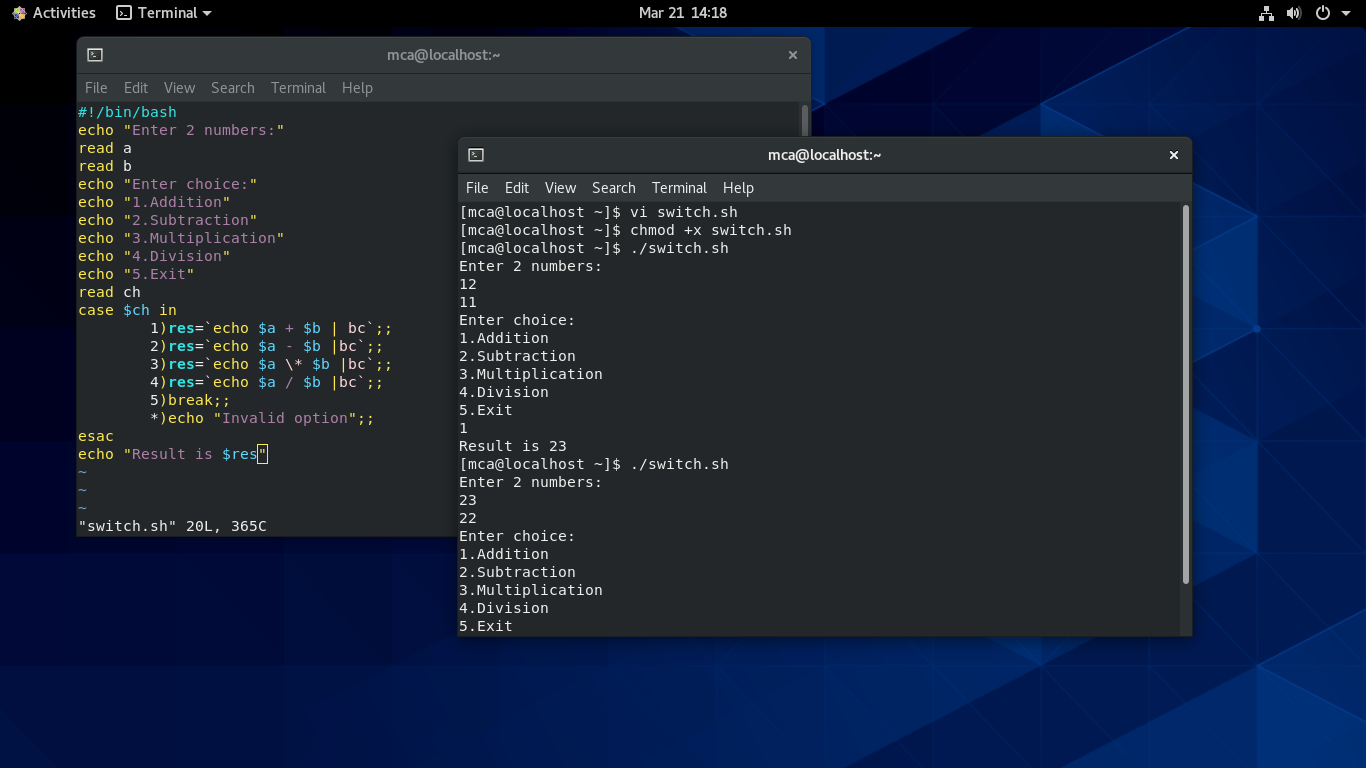 Activities Terminal Mar 21 14:18
mca@localhost:~
File Edit View Search Terminal Help
#!/bin/bash
echo "Enter 2 numbers:"
read a
read b
echo "Enter choice:"
echo "1.Addition"
echo "2.Subtraction"
echo "3.Multiplication"
echo "4.Division"
echo "5.Exit"
read ch
case $ch in
        1)res=`echo $a + $b | bc`;;
        2)res=`echo $a - $b |bc`;;
        3)res=`echo $a \* $b |bc`;;
        4)res=`echo $a / $b |bc`;;
        5)break;;
        *)echo "Invalid option";;
esac
echo "Result is $res"
~
~
~
"switch.sh" 20L, 365C
mca@localhost:~
File Edit View Search Terminal Help
[mca@localhost ~]$ vi switch.sh
[mca@localhost ~]$ chmod +x switch.sh
[mca@localhost ~]$ ./switch.sh
Enter 2 numbers:
12
11
Enter choice:
1.Addition
2.Subtraction
3.Multiplication
4.Division
5.Exit
1
Result is 23
[mca@localhost ~]$ ./switch.sh
Enter 2 numbers:
23
22
Enter choice:
1.Addition
2.Subtraction
3.Multiplication
4.Division
5.Exit